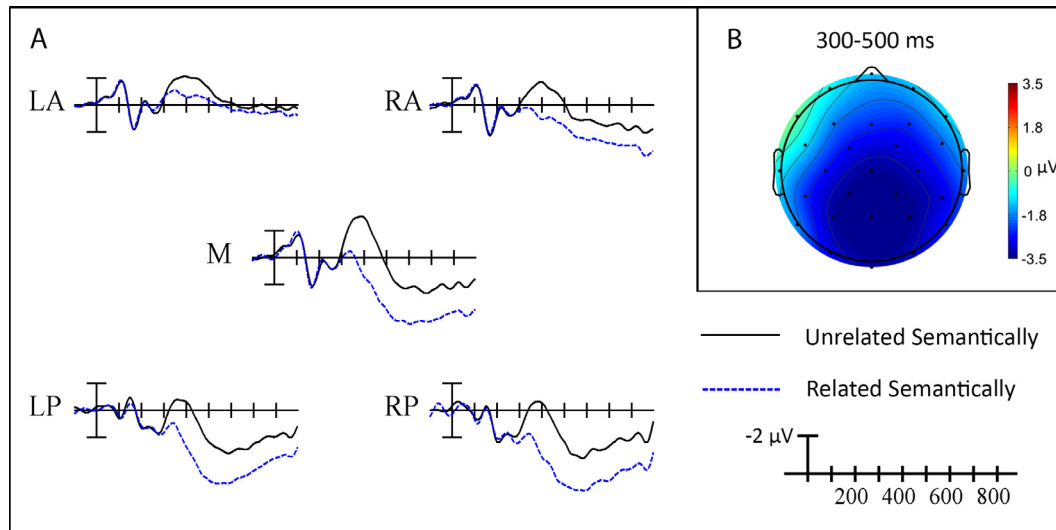 A
LA
RA
M
LP
RP
B
300-500 ms
3.5
1.8
0 µV
-1.8
-3.5
Unrelated Semantically
Related Semantically
-2 µV
200 400 600 800